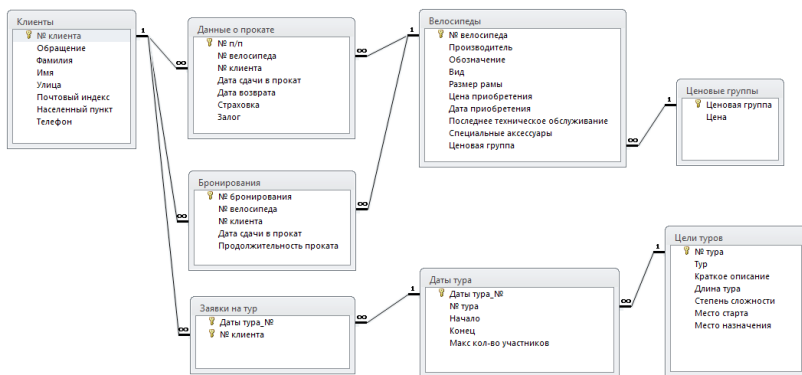 Клиенты
№ клиента
Обращение
Фамилия
Имя
Улица
Почтовый индекс
Населенный пункт
Телефон
1
∞
∞
∞
Данные о прокате
№ п/п
№ велосипеда
№ клиента
Дата сдачи в прокат
Дата возврата
Страховка
Залог
∞
1
Велосипеды
№ велосипеда
Производитель
Обозначение
Вид
Размер рамы
Цена приобретения
Дата приобретения
Последнее техническое обслуживание
Специальные аксессуары
Ценовая группа
∞
1
Ценовые группы
Ценовая группа
Цена
Бронирования
№ бронирования
№ велосипеда
№ клиента
Дата сдачи в прокат
Продолжительность проката
∞
Заявки на тур
Даты тура_№
№ клиента
∞
1
Даты тура
Даты тура_№
№ тура
Начало
Конец
Макс кол-во участников
∞
1
Цели туров
№ тура
Тур
Краткое описание
Длина тура
Степень сложности
Место старта
Место назначения